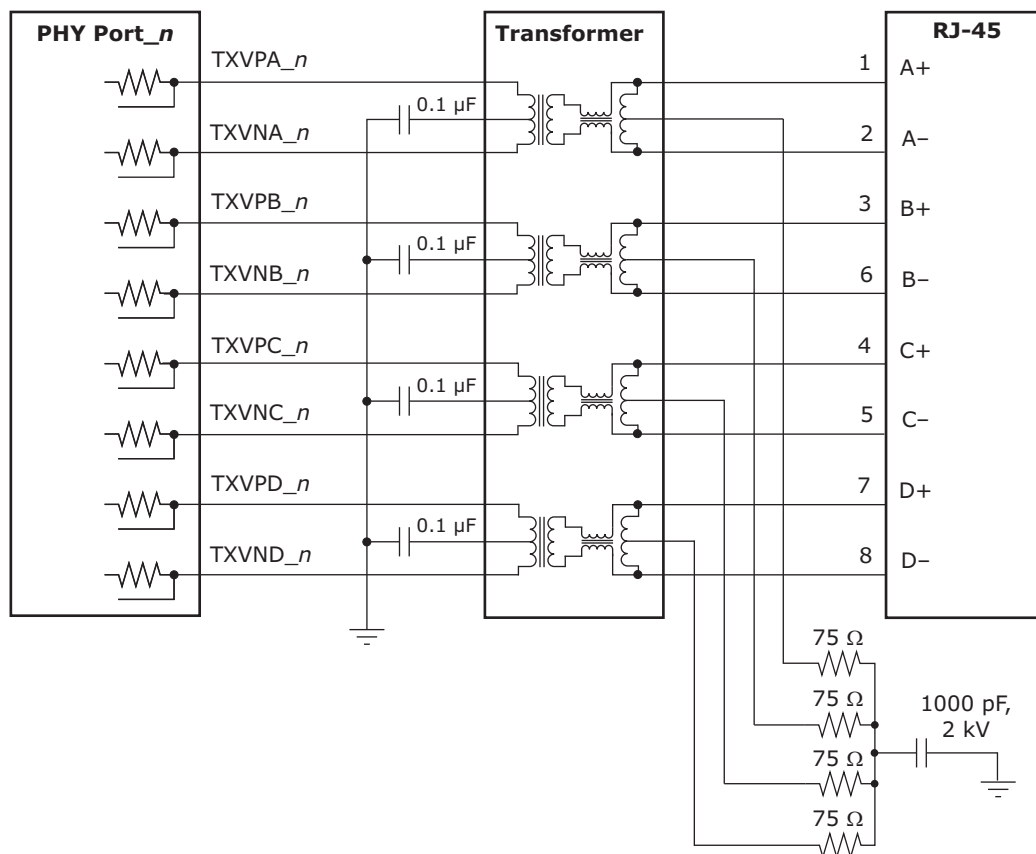 PHY Port_n
Transformer
RJ-45
TXVPA_n
1 A+
0.1 µF
TXVNA_n
2 A–
TXVPB_n
3 B+
0.1 µF
TXVNB_n
6 B–
TXVPC_n
4 C+
0.1 µF
TXVNC_n
5 C–
TXVPD_n
7 D+
0.1 µF
TXVND_n
8 D–
75 Ω
75 Ω
1000 pF,
2 kV
75 Ω
75 Ω